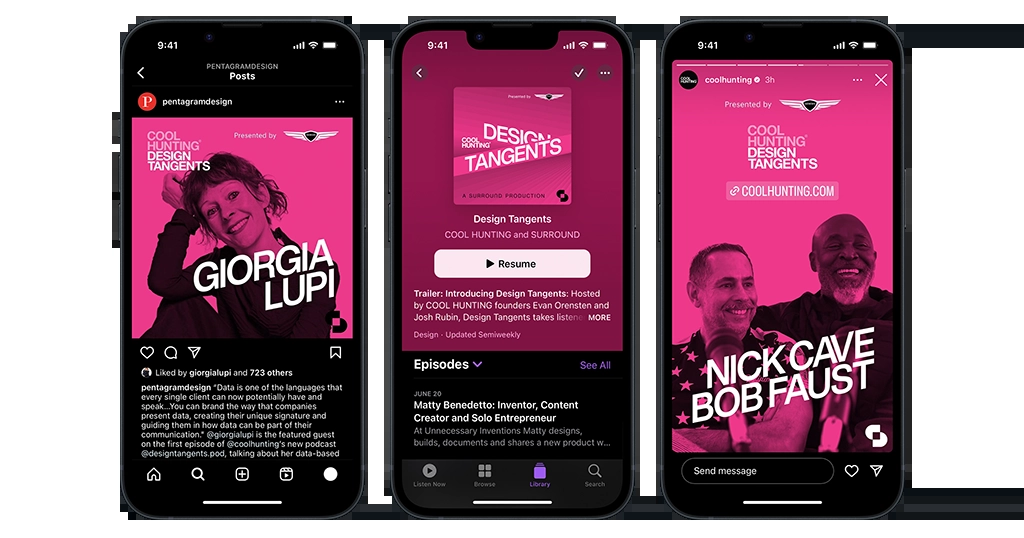 9:41
PENTAGRAMDESIGN
Posts
pentagramdesign
COOL
HUNTING®
DESIGN
TANGENTS
Presented by
GIORGIA
LUPI
Liked by giorgialupi and 723 others
pentagramdesign "Data is one of the languages that
every single client can now potentially have and
speak...You can brand the way that companies
present data, creating their unique signature and
guiding them in how data can be part of their
communication." @giorgialupi is the featured guest
on the first episode of @coolhunting's new podcast
@designtangents.pod, talking about her data-based
9:41
Presented by
COOL
HUNTING®
DESIGN
TANGENTS
A SURROUND PRODUCTION
Design Tangents
COOL HUNTING and SURROUND
Resume
Trailer: Introducing Design Tangents: Hosted
by COOL HUNTING founders Evan Orensten and
Josh Rubin, Design Tangents takes listene MORE
Design · Updated Semiweekly
Episodes
See All
JUNE 20
Matty Benedetto: Inventor, Content
Creator and Solo Entrepreneur
At Unnecessary Inventions Matty designs,
builds, documents and shares a new product w...
Listen Now
Browse
Library
Search
9:41
COOL
HUNTING
coolhunting 3h
Presented by
COOL
HUNTING®
DESIGN
TANGENTS
COOLHUNTING.COM
NICK CAVE
BOB FAUST
Send message